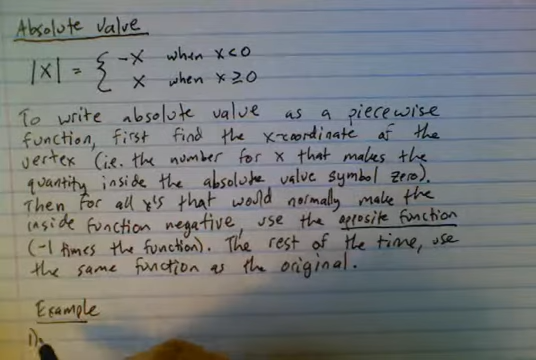 Absolute Value
|X| = { -X when x<0
X when x≥0
To write absolute value as a piecewise
function, first find the x-coordinate of the
vertex (i.e. the number for x that makes the
quantity inside the absolute value symbol zero).
Then for all x's that would normally make the
inside function negative, use the opposite function
(-1 times the function). The rest of the time, use
the same function as the original.
Example
1)